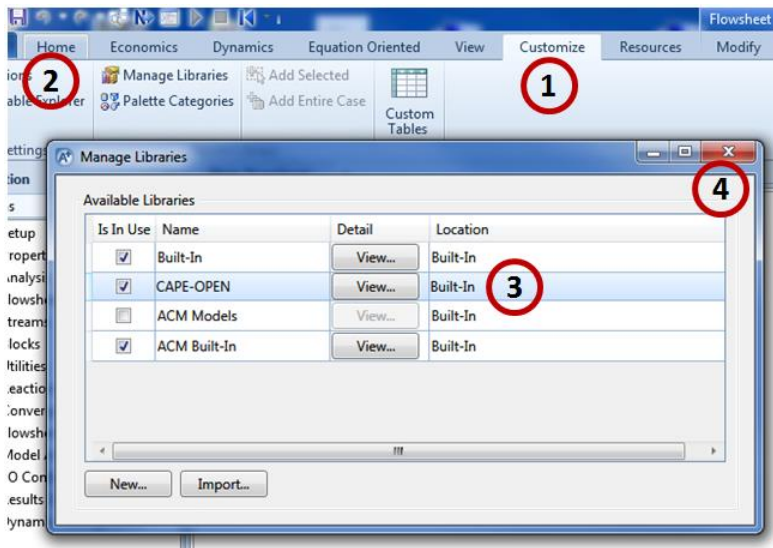 Flowsheet
Home Economics Dynamics Equation Oriented View Customize Resources Modify
2 Manage Libraries Add Selected 1
Palette Categories Add Entire Case
Custom
Tables
Manage Libraries
4
Available Libraries
Is In Use Name Detail Location
Built-In View... Built-In
CAPE-OPEN View... Built-In 3
ACM Models View... Built-In
ACM Built-In View... Built-In
New... Import...